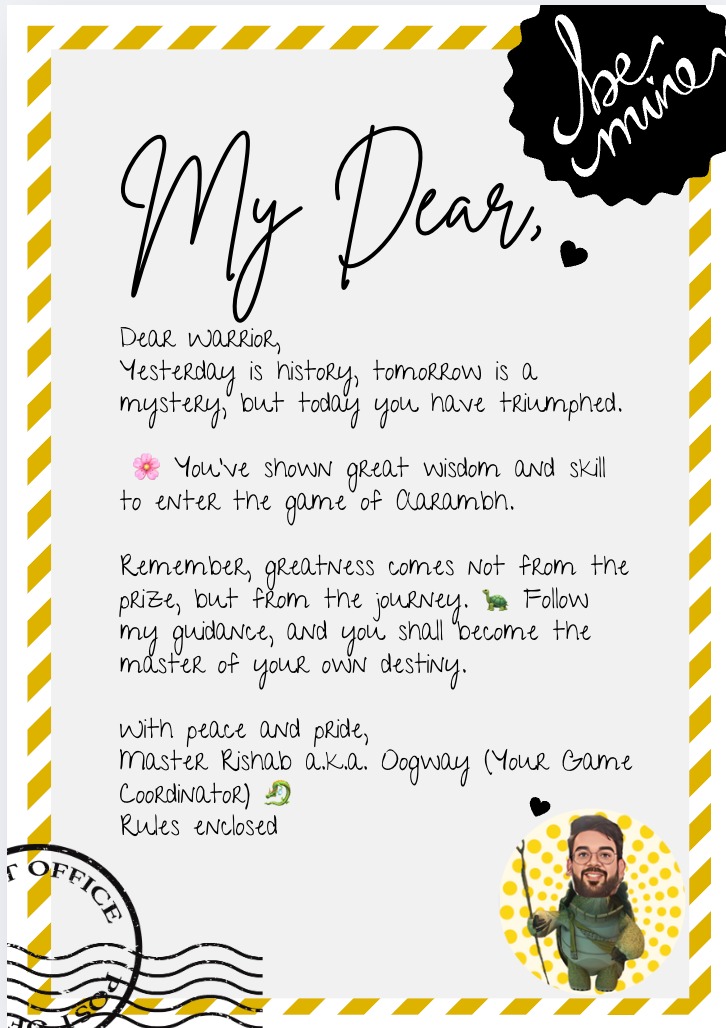 be
mine
My Dear,
Dear Warrior,
Yesterday is history, tomorrow is a
mystery, but today you have triumphed.
🌸 You've shown great wisdom and skill
to enter the game of Aarambh.
Remember, greatness comes not from the
prize, but from the journey. 🐢 Follow
my guidance, and you shall become the
master of your own destiny.
With peace and pride,
Master Rishab a.k.a. Oogway (Your Game
Coordinator) 🐉
Rules enclosed
T OFFICE
POST OF